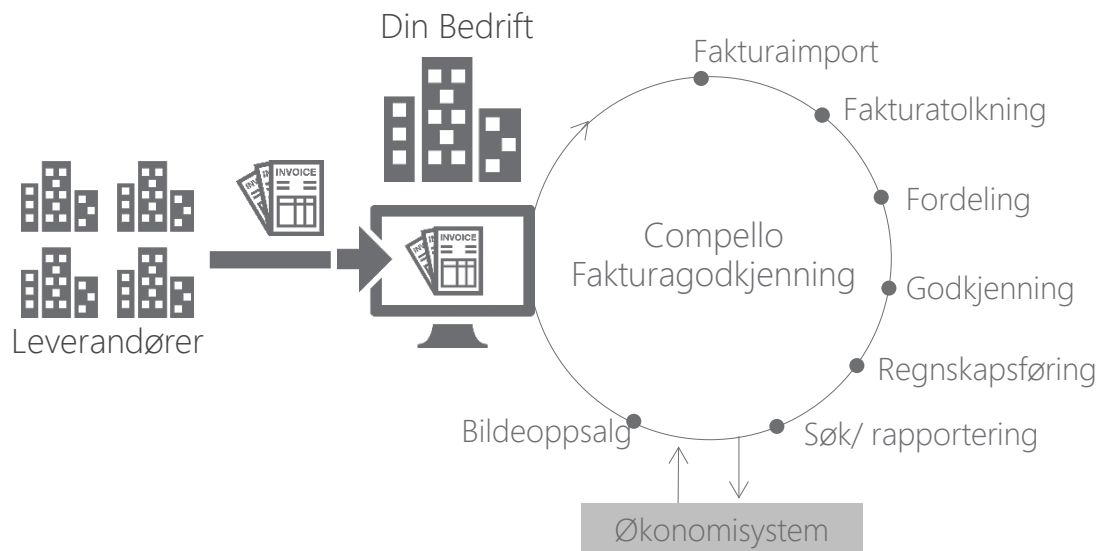 Din Bedrift
Fakturaimport
Fakturatolkning
INVOICE
Fordeling
INVOICE
Compello
Fakturagodkjenning
Godkjenning
Leverandører
Regnskapsføring
Bildeoppsalg
Søk/ rapportering
Økonomisystem